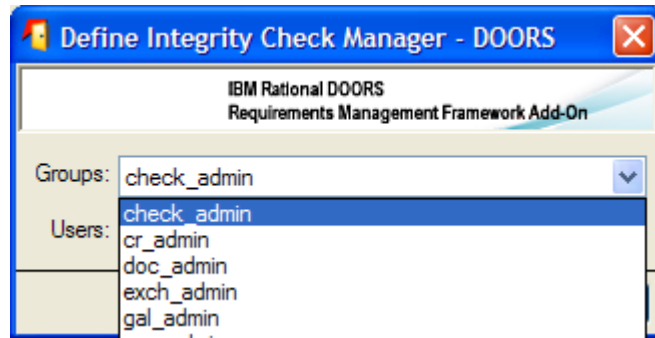 Define Integrity Check Manager - DOORS
IBM Rational DOORS
Requirements Management Framework Add-On
Groups: check_admin
check_admin
Users:
cr_admin
doc_admin
exch_admin
gal_admin